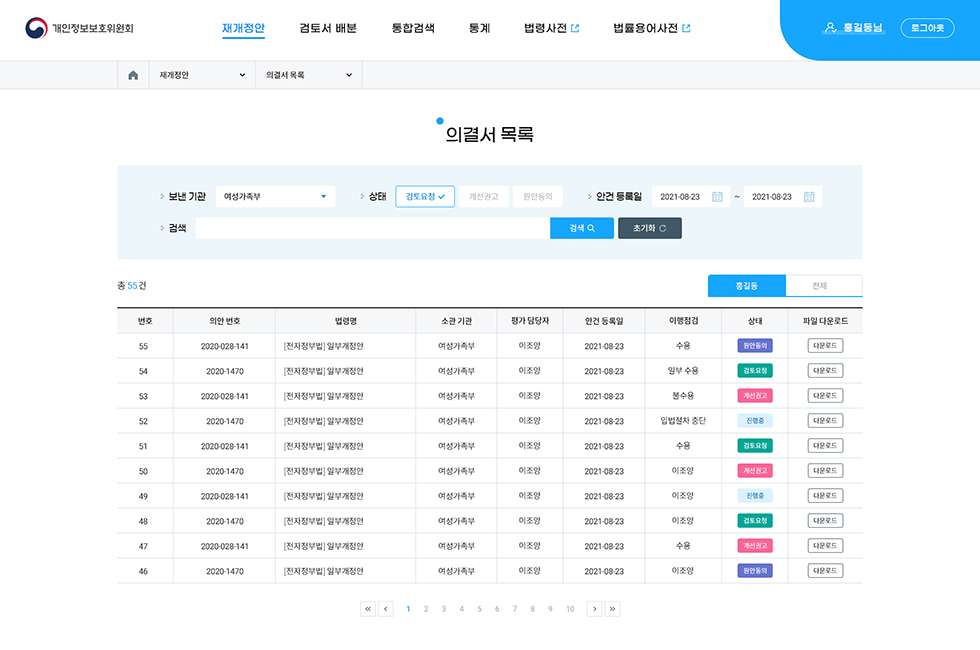 개인정보보호위원회 재개정안 검토서 배분 통합검색 통계 법령사전 법률용어사전 홍길동님 로그아웃
재개정안 의결서 목록
의결서 목록
> 보낸 기관 여성가족부 > 상태 검토요청 개선권고 원안동의 > 안건 등록일 2021-08-23 ~ 2021-08-23
> 검색 검색 초기화
총 55건 홍길동 전체
번호 의안 번호 법령명 소관 기관 평가 담당자 안건 등록일 이행점검 상태 파일 다운로드
55 2020-028-141 [전자정부법] 일부개정안 여성가족부 이조양 2021-08-23 수용 원안동의 다운로드
54 2020-1470 [전자정부법] 일부개정안 여성가족부 이조양 2021-08-23 일부 수용 검토요청 다운로드
53 2020-028-141 [전자정부법] 일부개정안 여성가족부 이조양 2021-08-23 불수용 개선권고 다운로드
52 2020-1470 [전자정부법] 일부개정안 여성가족부 이조양 2021-08-23 입법절차 중단 진행중 다운로드
51 2020-028-141 [전자정부법] 일부개정안 여성가족부 이조양 2021-08-23 수용 검토요청 다운로드
50 2020-1470 [전자정부법] 일부개정안 여성가족부 이조양 2021-08-23 이조양 개선권고 다운로드
49 2020-028-141 [전자정부법] 일부개정안 여성가족부 이조양 2021-08-23 이조양 진행중 다운로드
48 2020-1470 [전자정부법] 일부개정안 여성가족부 이조양 2021-08-23 이조양 검토요청 다운로드
47 2020-028-141 [전자정부법] 일부개정안 여성가족부 이조양 2021-08-23 수용 개선권고 다운로드
46 2020-1470 [전자정부법] 일부개정안 여성가족부 이조양 2021-08-23 이조양 원안동의 다운로드
« ‹ 1 2 3 4 5 6 7 8 9 10 › »